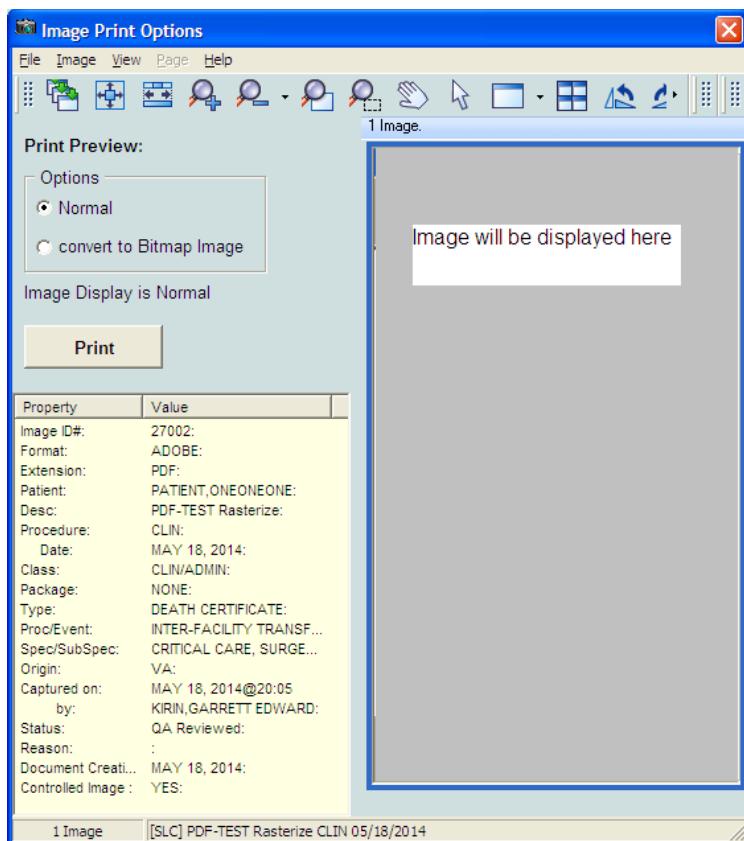 Image Print Options
File Image View Page Help
1 Image.
Print Preview:
Options
Normal
convert to Bitmap Image
Image Display is Normal
Print
Image will be displayed here
Property Value
Image ID#: 27002:
Format: ADOBE:
Extension: PDF:
Patient: PATIENT,ONEONEONE:
Desc: PDF-TEST Rasterize:
Procedure: CLIN:
Date: MAY 18, 2014:
Class: CLIN/ADMIN:
Package: NONE:
Type: DEATH CERTIFICATE:
Proc/Event: INTER-FACILITY TRANSF...
Spec/SubSpec: CRITICAL CARE, SURGE...
Origin: VA:
Captured on: MAY 18, 2014@20:05
by: KIRIN,GARRETT EDWARD:
Status: QA Reviewed:
Reason: :
Document Creati... MAY 18, 2014:
Controlled Image : YES:
1 Image [SLC] PDF-TEST Rasterize CLIN 05/18/2014